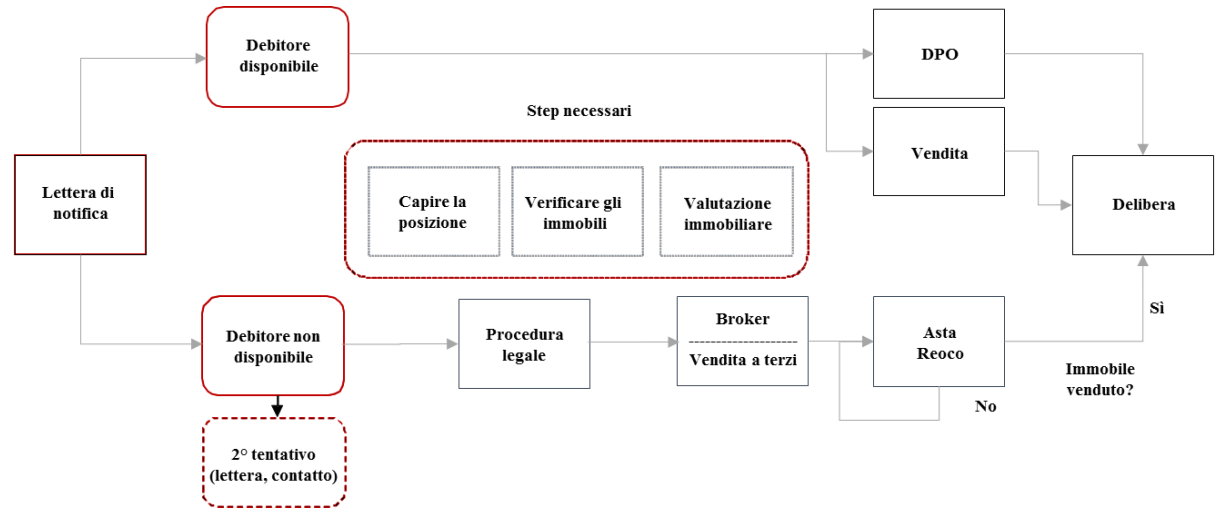 Debitore
disponibile
DPO
Step necessari
Vendita
Lettera di
notifica
Capire la
posizione
Verificare gli
immobili
Valutazione
immobiliare
Delibera
Debitore non
disponibile
Procedura
legale
Broker
Vendita a terzi
Asta
Reoco
Sì
Immobile
venduto?
No
2° tentativo
(lettera, contatto)